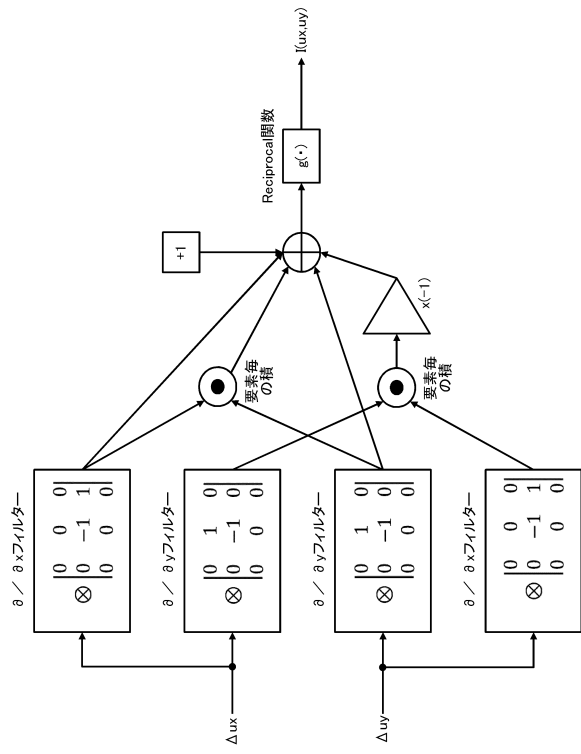 ∂ ／ ∂xフィルター
⊗
0 0 0
0 −1 1
0 0 0
∂ ／ ∂yフィルター
⊗
0 1 0
0 −1 0
0 0 0
∂ ／ ∂yフィルター
⊗
0 1 0
0 −1 0
0 0 0
∂ ／ ∂xフィルター
⊗
0 0 0
0 −1 1
0 0 0
Δux
Δuy
要素毎
の積
要素毎
の積
x(-1)
+1
Reciprocal関数
g(・)
I(ux,uy)